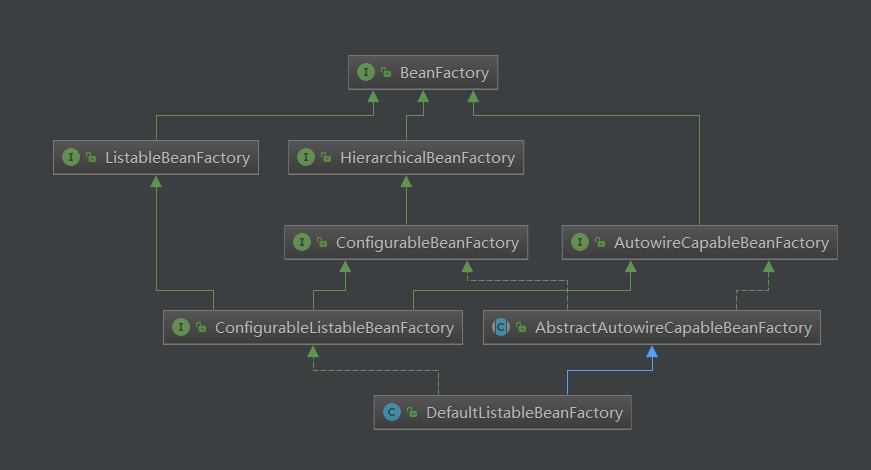 I BeanFactory
I ListableBeanFactory
I HierarchicalBeanFactory
I ConfigurableBeanFactory
I AutowireCapableBeanFactory
I ConfigurableListableBeanFactory
C AbstractAutowireCapableBeanFactory
C DefaultListableBeanFactory